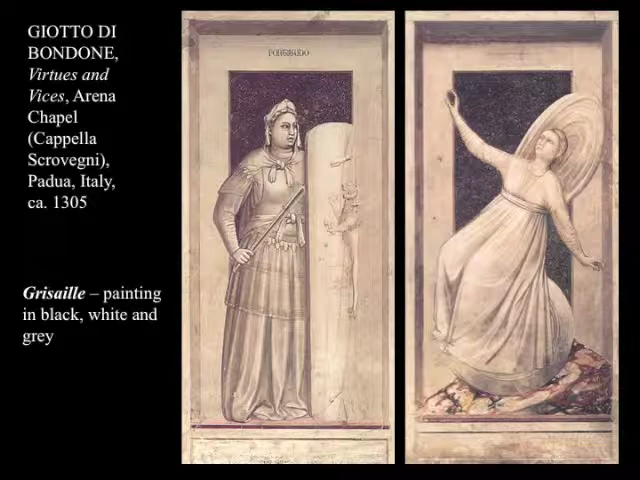 GIOTTO DI
BONDONE,
Virtues and
Vices, Arena
Chapel
(Cappella
Scrovegni),
Padua, Italy,
ca. 1305
Grisaille – painting
in black, white and
grey